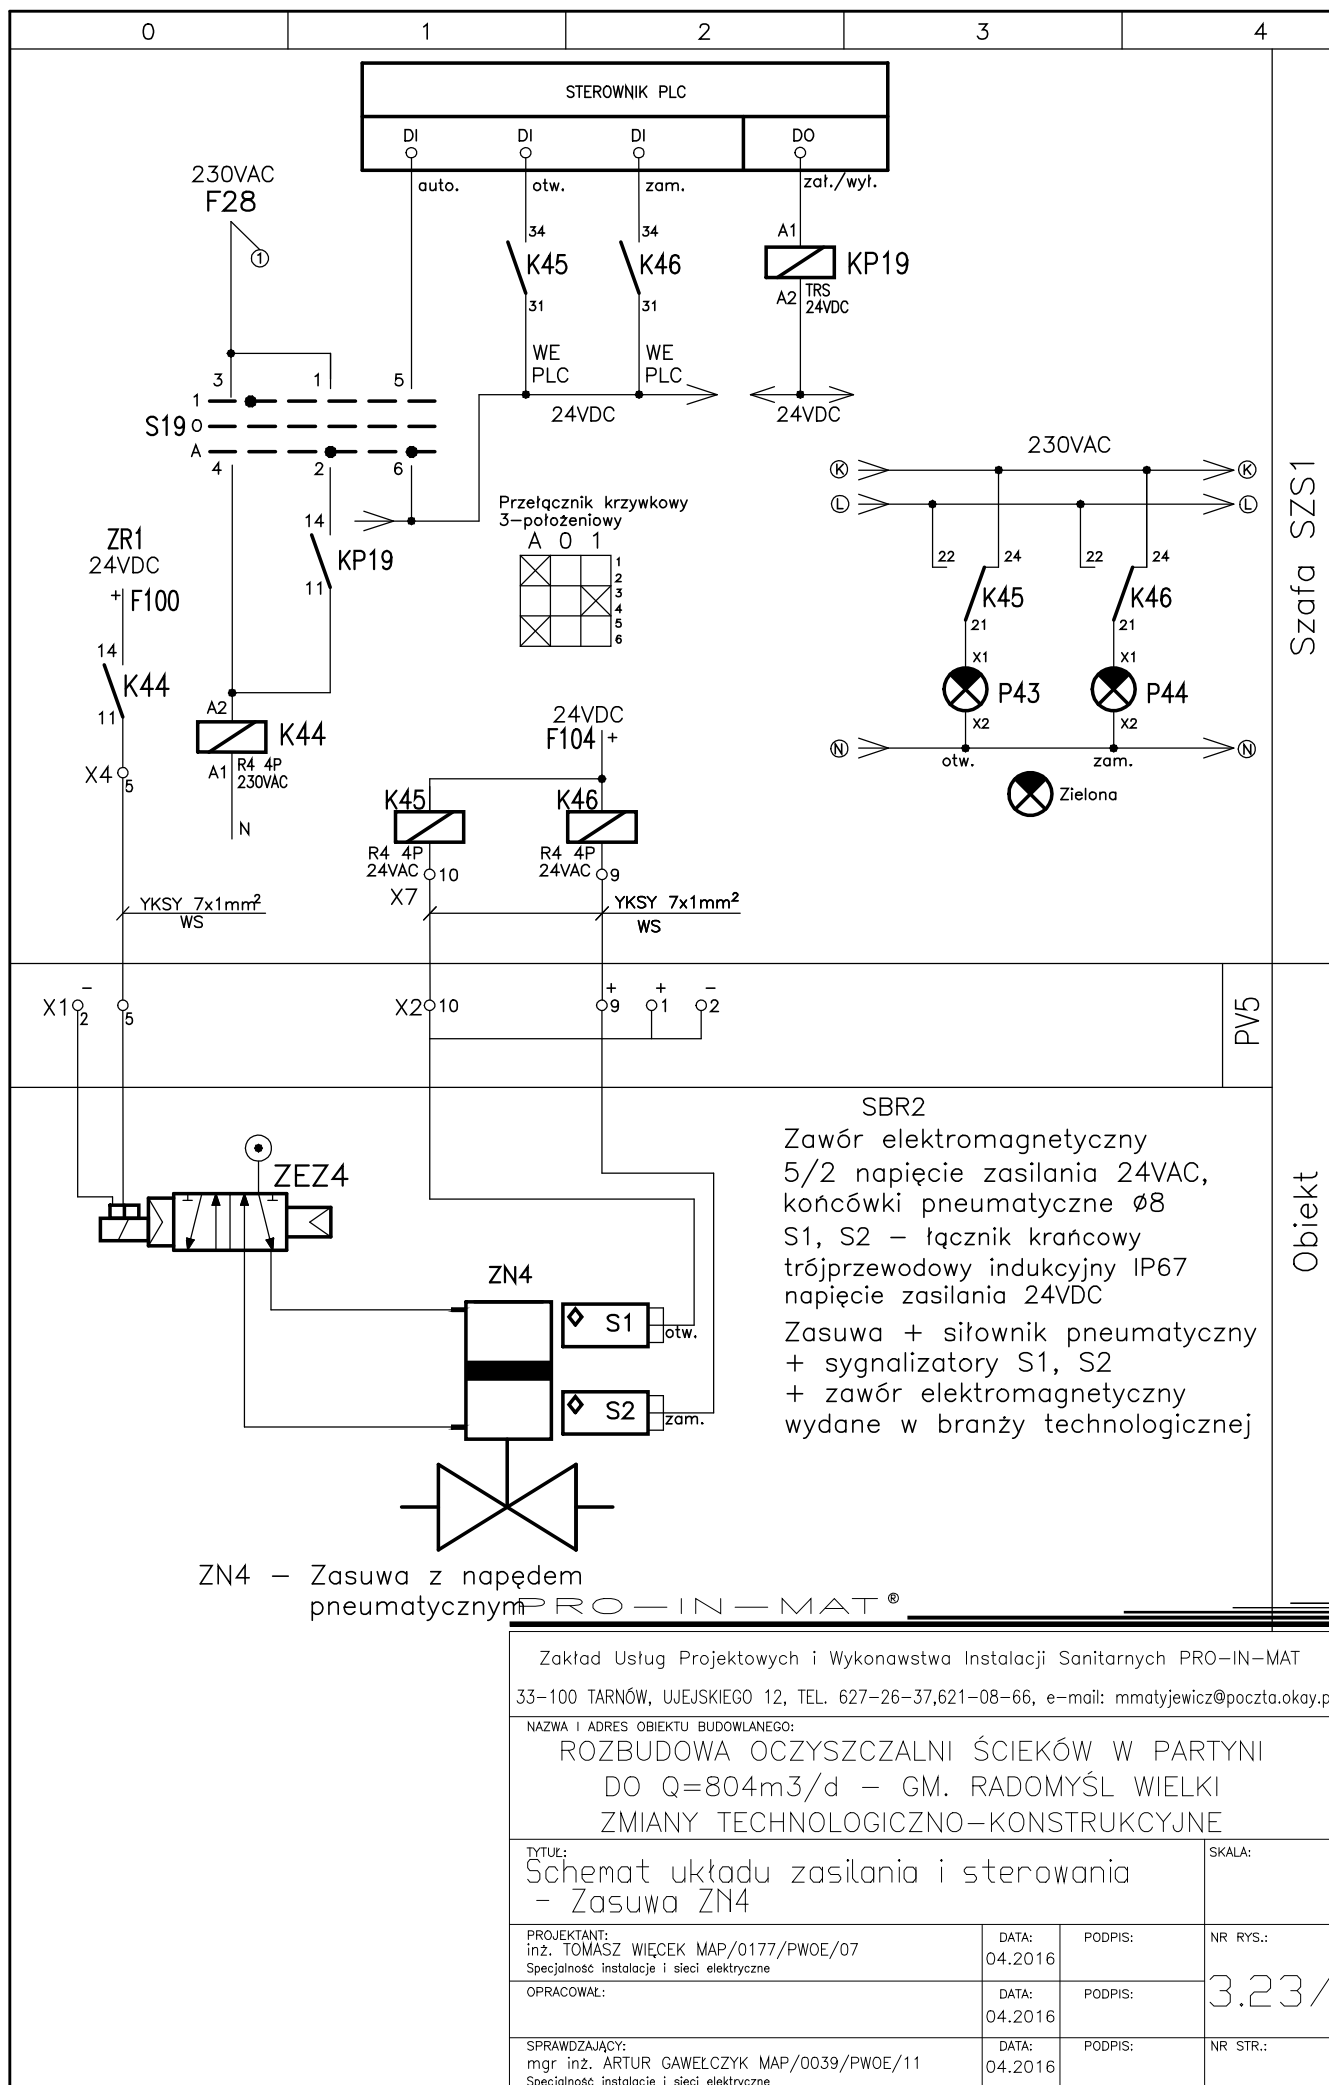 0 1 2 3 4
STEROWNIK PLC
DI DI DI DO
auto. otw. zam. zał./wył.
230VAC
F28
1
34 34 A1
K45 K46 KP19
31 31 A2 TRS
24VDC
WE WE
PLC PLC
24VDC 24VDC
3 1 5
1
S19 0
A
4 2 6
230VAC
K K
L L
Przełącznik krzywkowy
3-położeniowy
A 0 1
1
2
3
4
5
6
14
KP19
11
ZR1
24VDC
+ F100
14
K44
11
X4 5
A2
K44
A1 R4 4P
230VAC
N
22 24 22 24
K45 K46
21 21
X1 X1
P43 P44
X2 X2
N N
otw. zam.
Zielona
24VDC
F104 +
K45 K46
R4 4P R4 4P
24VAC 10 24VAC 9
X7
YKSY 7x1mm² YKSY 7x1mm²
WS WS
Szafa SZS1
X1 - 2 5 X2 10 + 9 + 1 - 2
PV5
ZEZ4
ZN4
S1 otw.
S2 zam.
SBR2
Zawór elektromagnetyczny
5/2 napięcie zasilania 24VAC,
końcówki pneumatyczne ø8
S1, S2 – łącznik krańcowy
trójprzewodowy indukcyjny IP67
napięcie zasilania 24VDC
Zasuwa + siłownik pneumatyczny
+ sygnalizatory S1, S2
+ zawór elektromagnetyczny
wydane w branży technologicznej
Obiekt
ZN4 – Zasuwa z napędem
pneumatycznym
PRO–IN–MAT®
Zakład Usług Projektowych i Wykonawstwa Instalacji Sanitarnych PRO–IN–MAT
33–100 TARNÓW, UJEJSKIEGO 12, TEL. 627–26–37,621–08–66, e–mail: mmatyjewicz@poczta.okay.p
NAZWA I ADRES OBIEKTU BUDOWLANEGO:
ROZBUDOWA OCZYSZCZALNI ŚCIEKÓW W PARTYNI
DO Q=804m3/d – GM. RADOMYŚL WIELKI
ZMIANY TECHNOLOGICZNO–KONSTRUKCYJNE
TYTUŁ:
Schemat układu zasilania i sterowania
– Zasuwa ZN4
SKALA:
PROJEKTANT:
inż. TOMASZ WIĘCEK MAP/0177/PWOE/07
Specjalność instalacje i sieci elektryczne
DATA:
04.2016
PODPIS:
NR RYS.:
3.23/
OPRACOWAŁ:
DATA:
04.2016
PODPIS:
SPRAWDZAJĄCY:
mgr inż. ARTUR GAWEŁCZYK MAP/0039/PWOE/11
Specjalność instalacje i sieci elektryczne
DATA:
04.2016
PODPIS:
NR STR.: